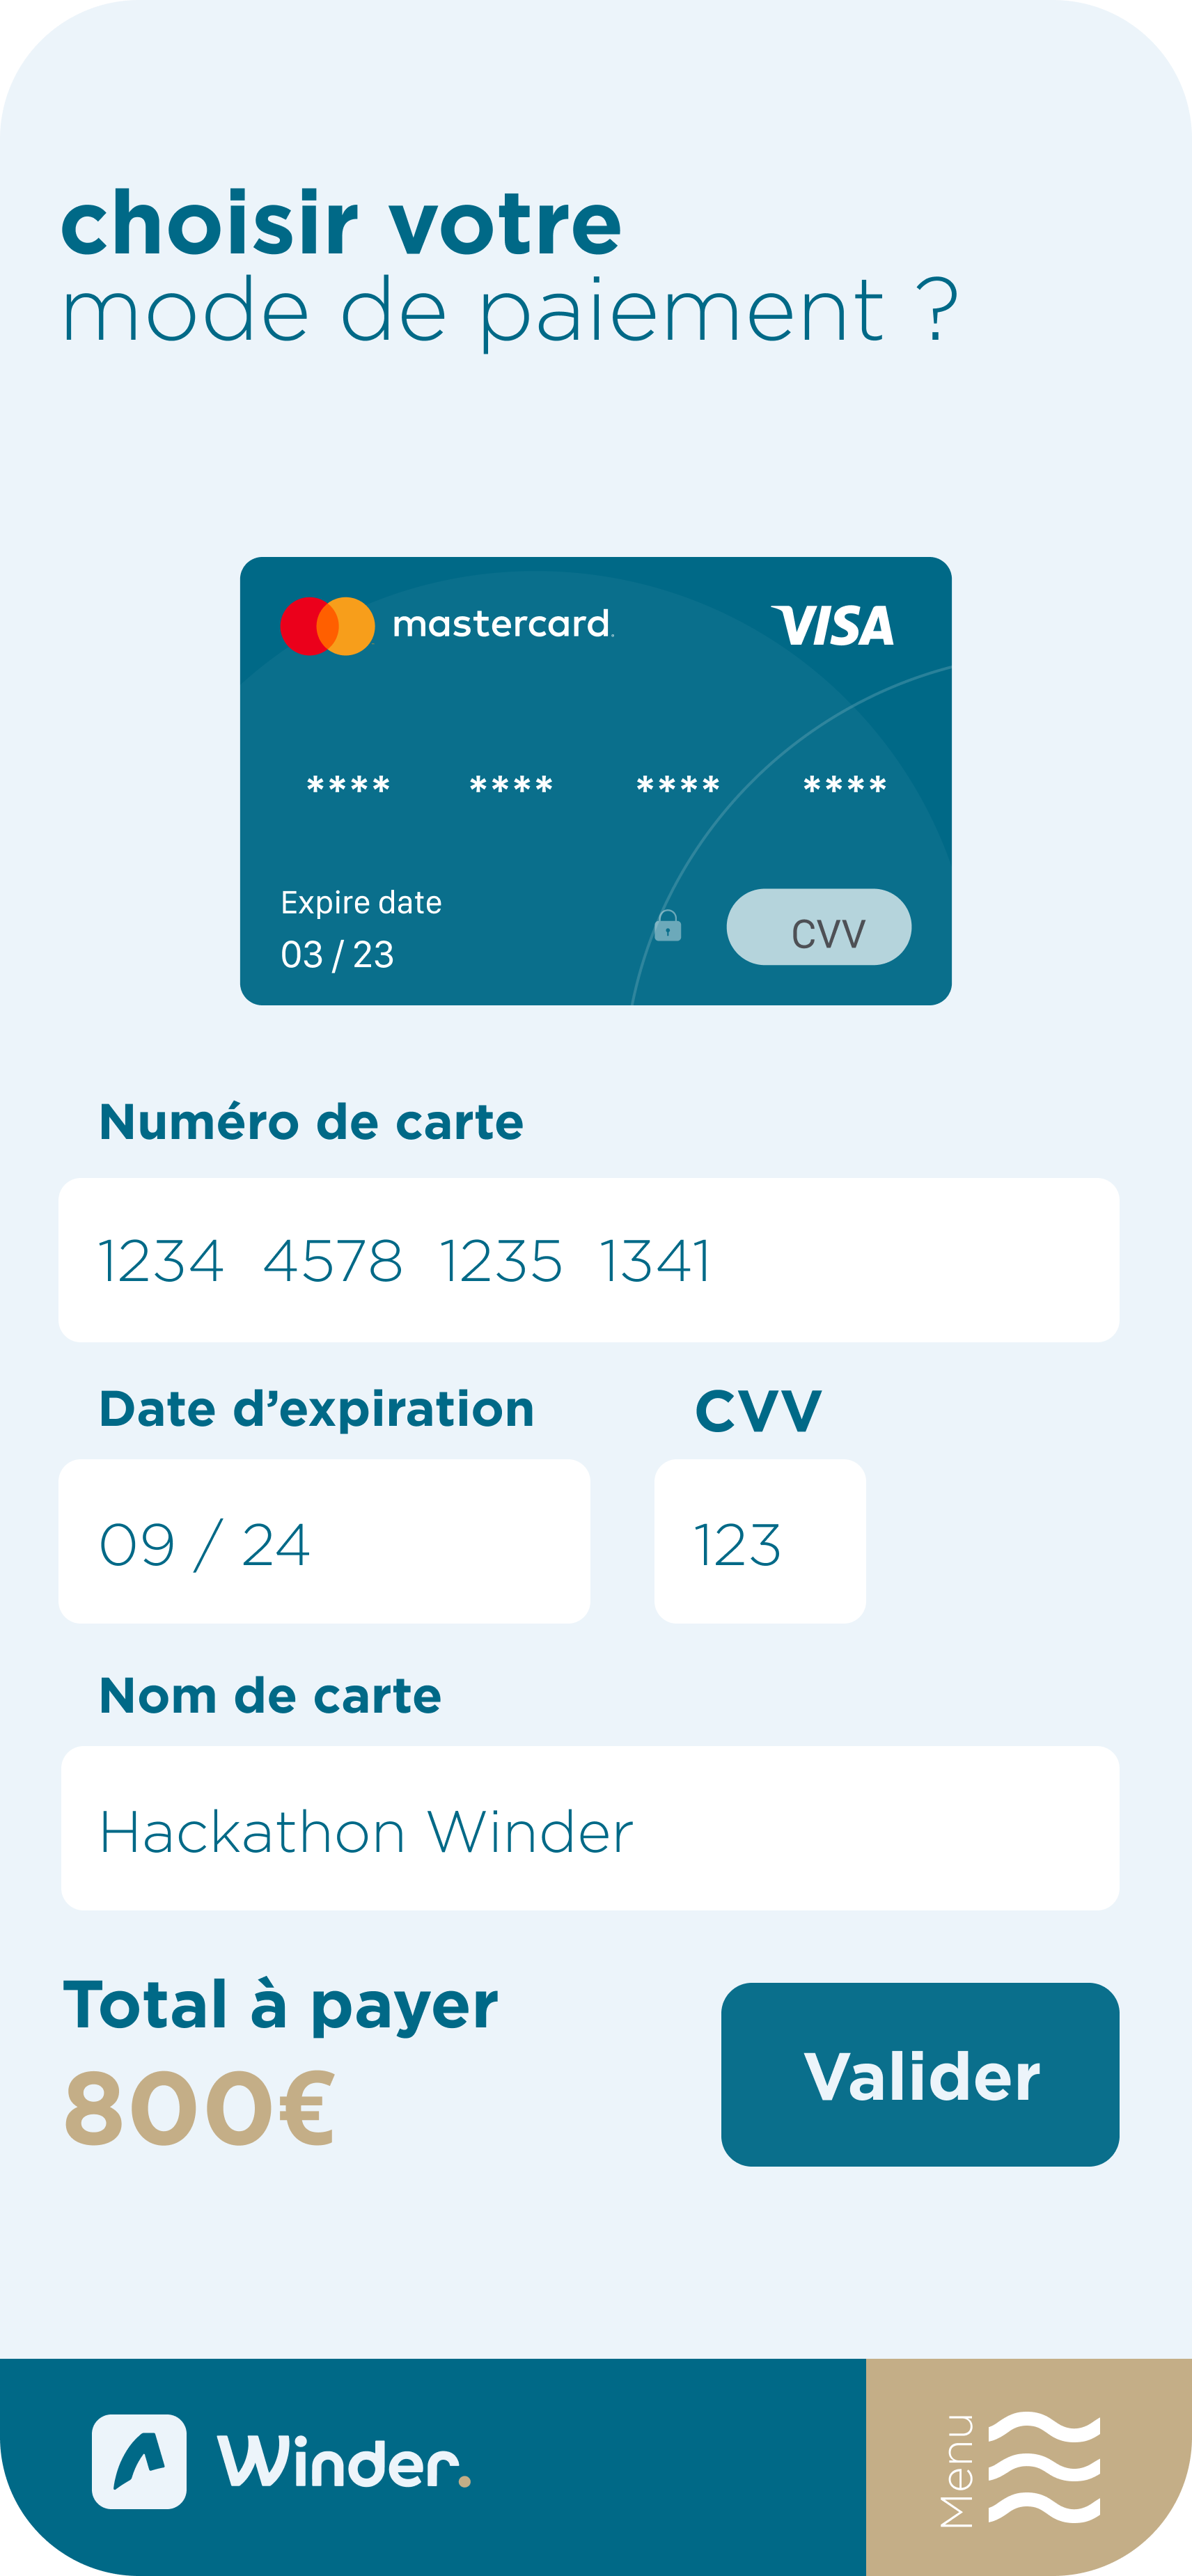 choisir votre
mode de paiement ?
mastercard.
VISA
**** **** **** ****
Expire date
03 / 23
CVV
Numéro de carte
1234 4578 1235 1341
Date d’expiration
CVV
09 / 24
123
Nom de carte
Hackathon Winder
Total à payer
800€
Valider
Winder.
Menu